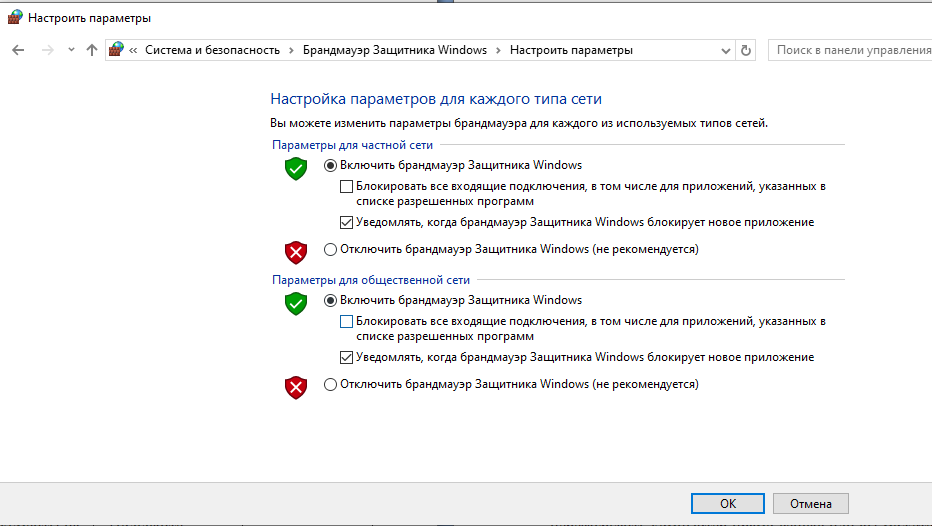 Настроить параметры
« Система и безопасность › Брандмауэр Защитника Windows › Настроить параметры
Поиск в панели управления
Настройка параметров для каждого типа сети
Вы можете изменить параметры брандмауэра для каждого из используемых типов сетей.
Параметры для частной сети
Включить брандмауэр Защитника Windows
Блокировать все входящие подключения, в том числе для приложений, указанных в
списке разрешенных программ
Уведомлять, когда брандмауэр Защитника Windows блокирует новое приложение
Отключить брандмауэр Защитника Windows (не рекомендуется)
Параметры для общественной сети
Включить брандмауэр Защитника Windows
Блокировать все входящие подключения, в том числе для приложений, указанных в
списке разрешенных программ
Уведомлять, когда брандмауэр Защитника Windows блокирует новое приложение
Отключить брандмауэр Защитника Windows (не рекомендуется)
ОК
Отмена